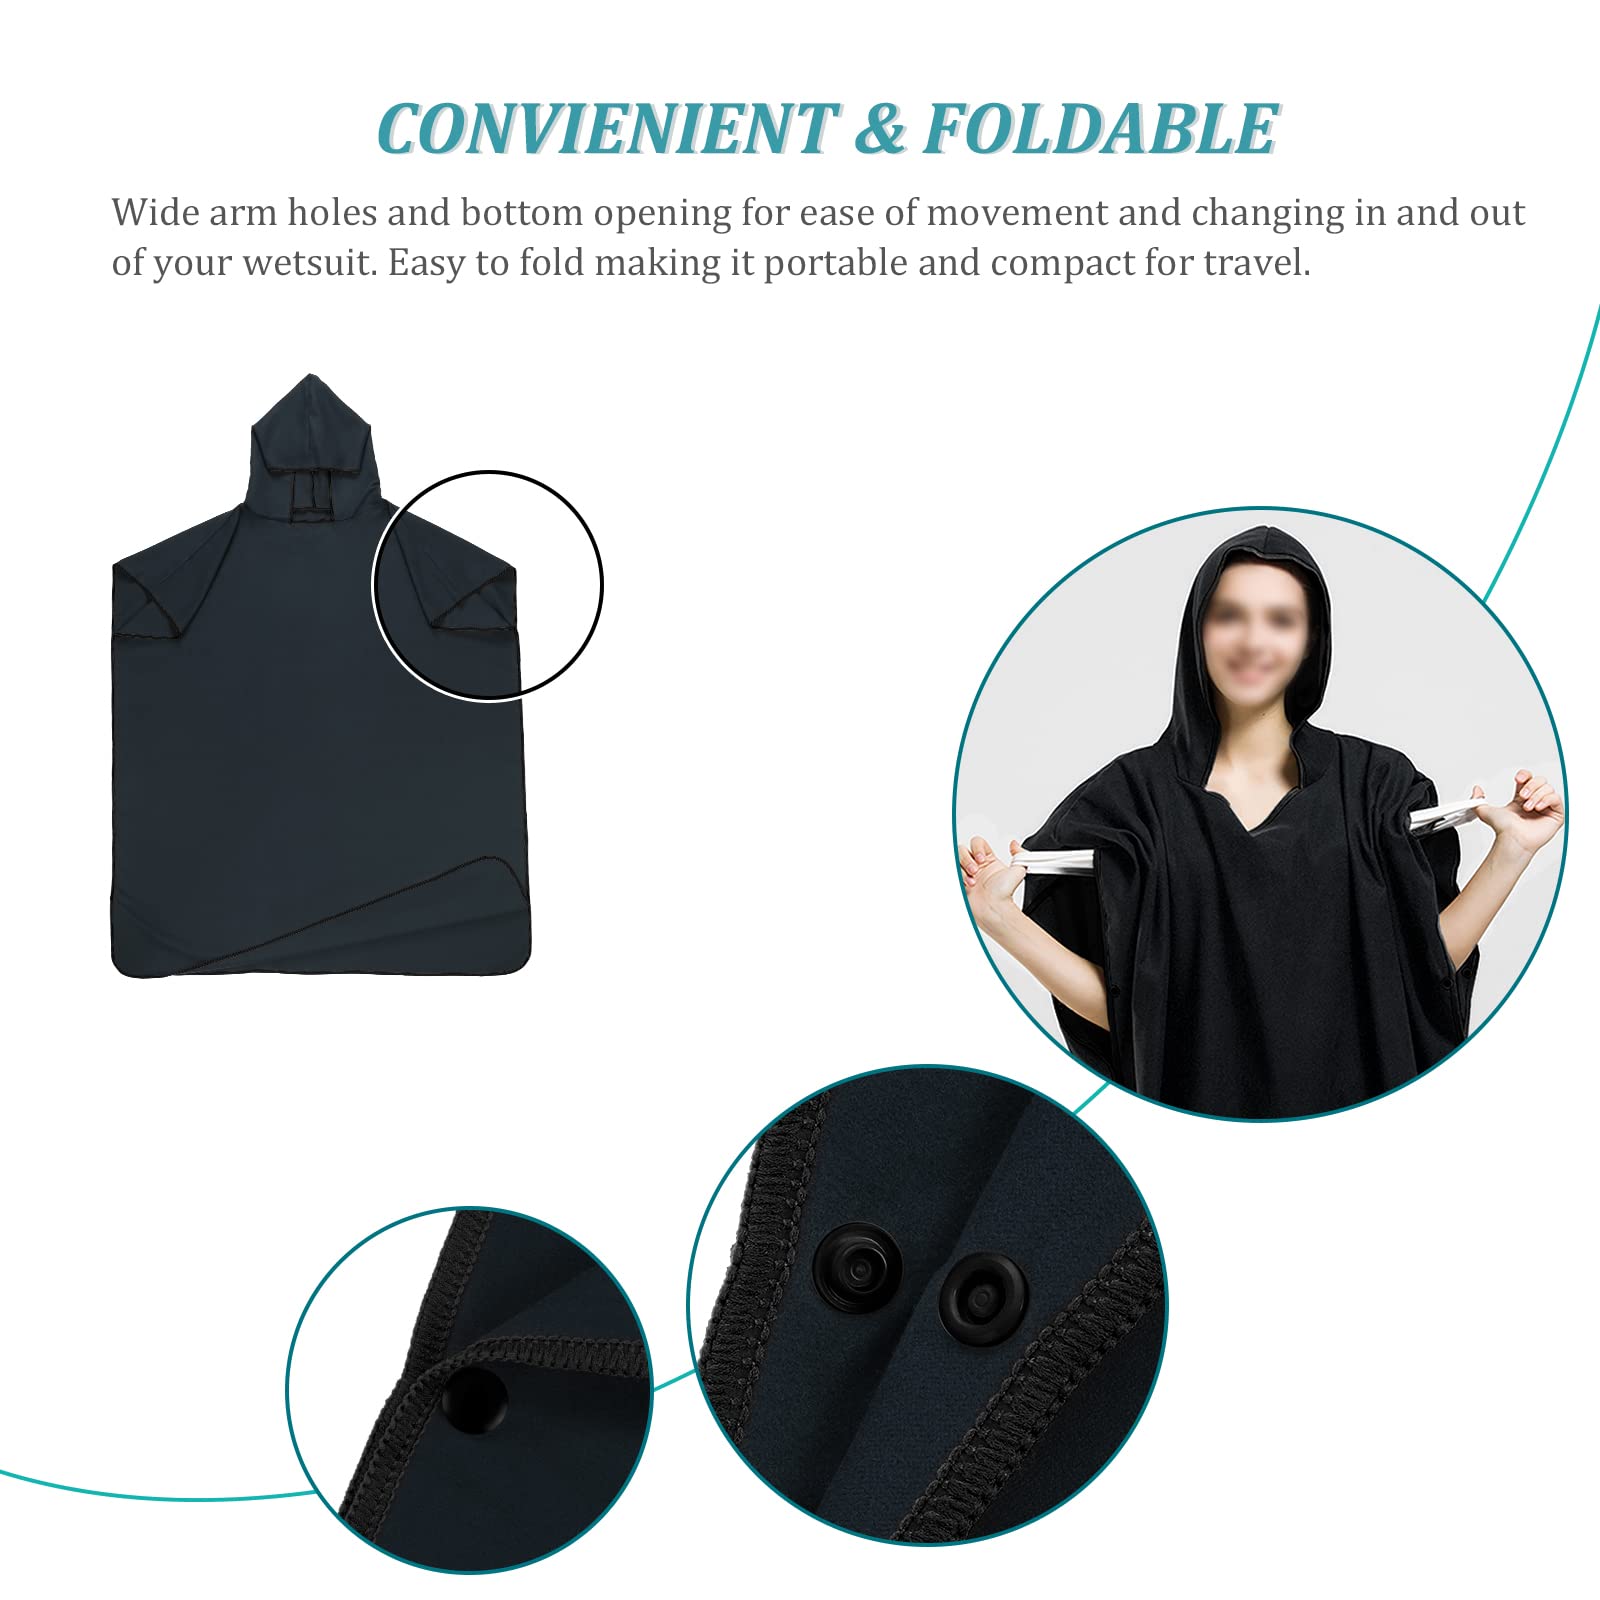 CONVIENIENT & FOLDABLE
Wide arm holes and bottom opening for ease of movement and changing in and out
of your wetsuit. Easy to fold making it portable and compact for travel.